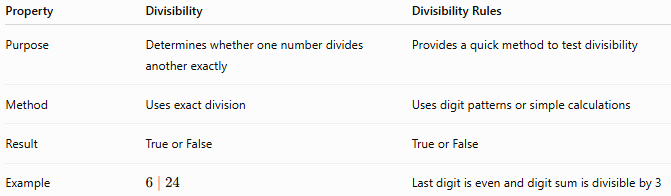 Property Divisibility Divisibility Rules
Purpose Determines whether one number divides another exactly Provides a quick method to test divisibility
Method Uses exact division Uses digit patterns or simple calculations
Result True or False True or False
Example 6 | 24 Last digit is even and digit sum is divisible by 3